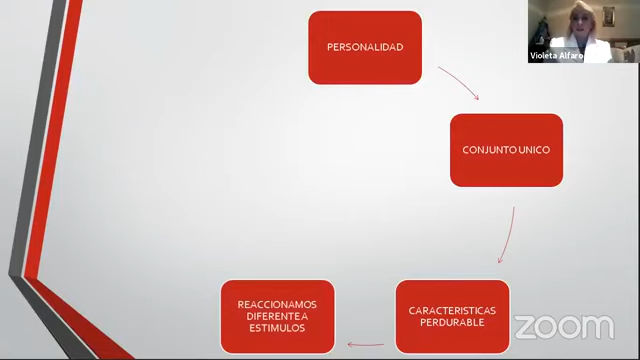 PERSONALIDAD
Violeta Alfaro
CONJUNTO UNICO
CARACTERISTICAS
PERDURABLE
REACCIONAMOS
DIFERENTE A
ESTIMULOS
zoom